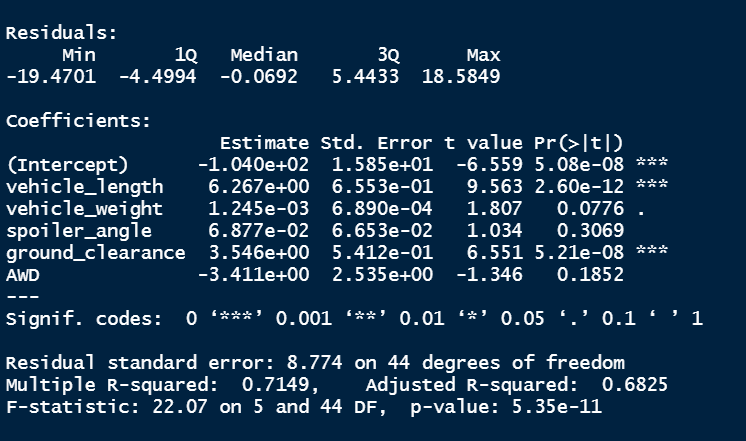 Residuals:
     Min       1Q   Median       3Q      Max
-19.4701  -4.4994  -0.0692   5.4433  18.5849
Coefficients:
                   Estimate Std. Error t value Pr(>|t|)
(Intercept)      -1.040e+02  1.585e+01  -6.559 5.08e-08 ***
vehicle_length    6.267e+00  6.553e-01   9.563 2.60e-12 ***
vehicle_weight    1.245e-03  6.890e-04   1.807   0.0776 .
spoiler_angle     6.877e-02  6.653e-02   1.034   0.3069
ground_clearance  3.546e+00  5.412e-01   6.551 5.21e-08 ***
AWD              -3.411e+00  2.535e+00  -1.346   0.1852
---
Signif. codes:  0 ‘***’ 0.001 ‘**’ 0.01 ‘*’ 0.05 ‘.’ 0.1 ‘ ’ 1
Residual standard error: 8.774 on 44 degrees of freedom
Multiple R-squared:  0.7149,    Adjusted R-squared:  0.6825
F-statistic: 22.07 on 5 and 44 DF,  p-value: 5.35e-11